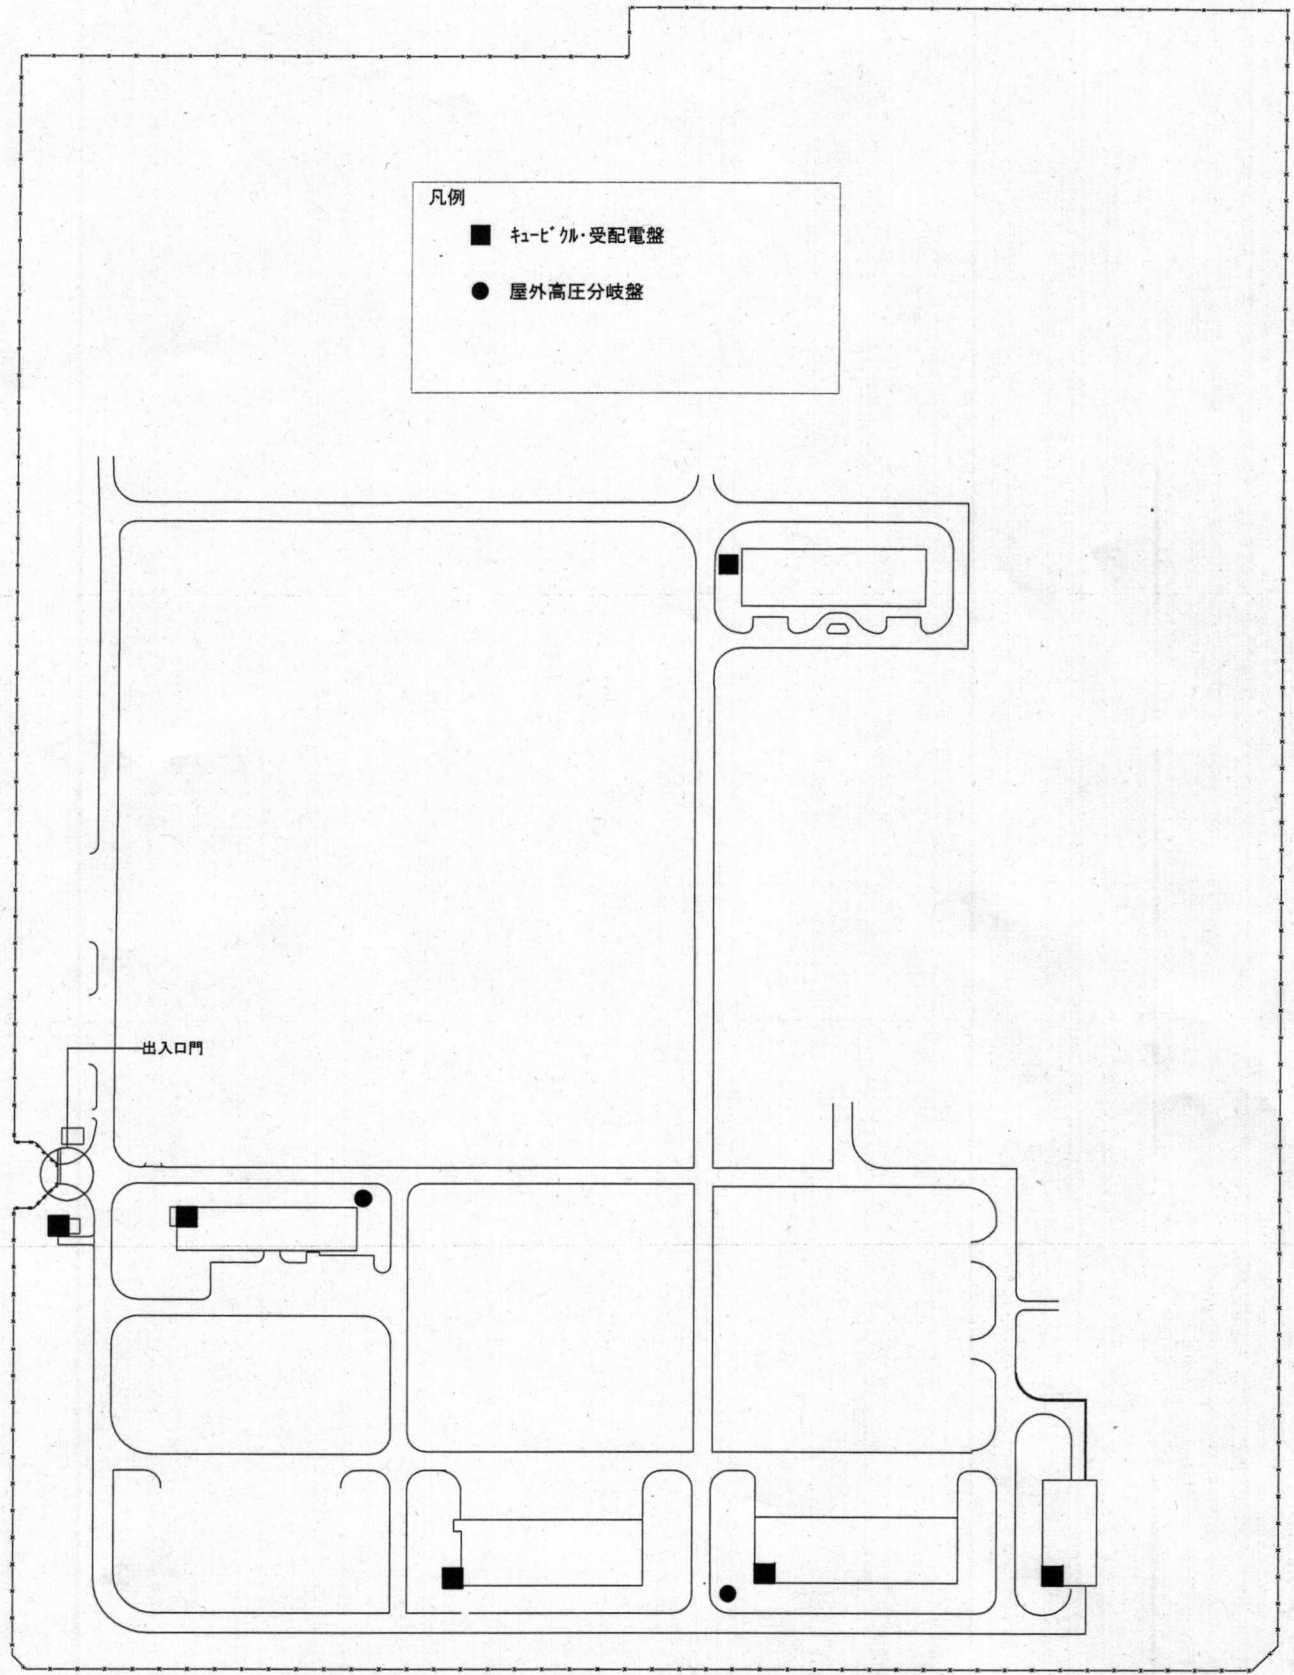 凡例
キュービクル・受配電盤
屋外高圧分岐盤
出入口門